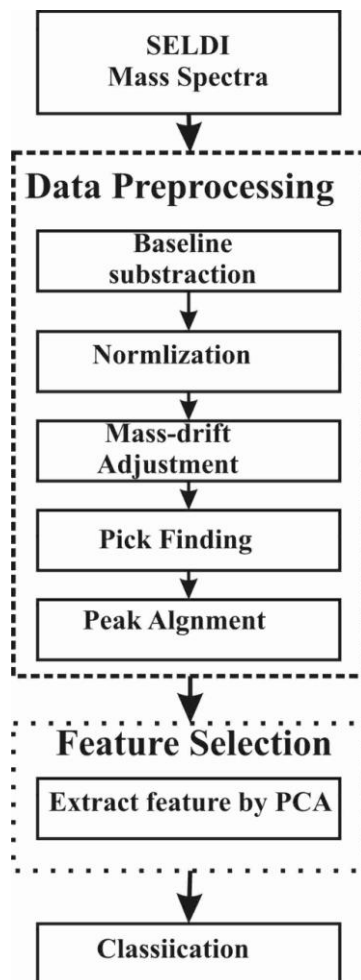 SELDI
Mass Spectra
Data Preprocessing
Baseline
substraction
Normlization
Mass-drift
Adjustment
Pick Finding
Peak Algnment
Feature Selection
Extract feature by PCA
Classiication